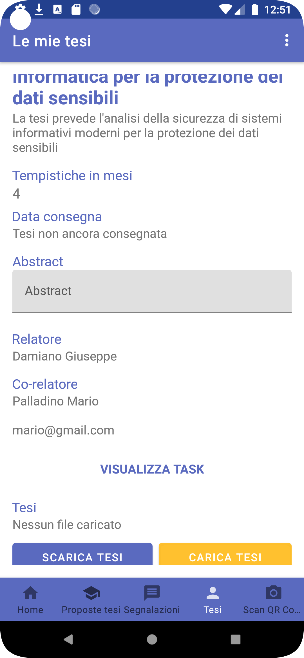 12:51
Le mie tesi
informatica per la protezione dei
dati sensibili
La tesi prevede l'analisi della sicurezza di sistemi
informativi moderni per la protezione dei dati
sensibili
Tempistiche in mesi
4
Data consegna
Tesi non ancora consegnata
Abstract
Abstract
Relatore
Damiano Giuseppe
Co-relatore
Palladino Mario
mario@gmail.com
VISUALIZZA TASK
Tesi
Nessun file caricato
SCARICA TESI
CARICA TESI
Home
Proposte tesi
Segnalazioni
Tesi
Scan QR Co...